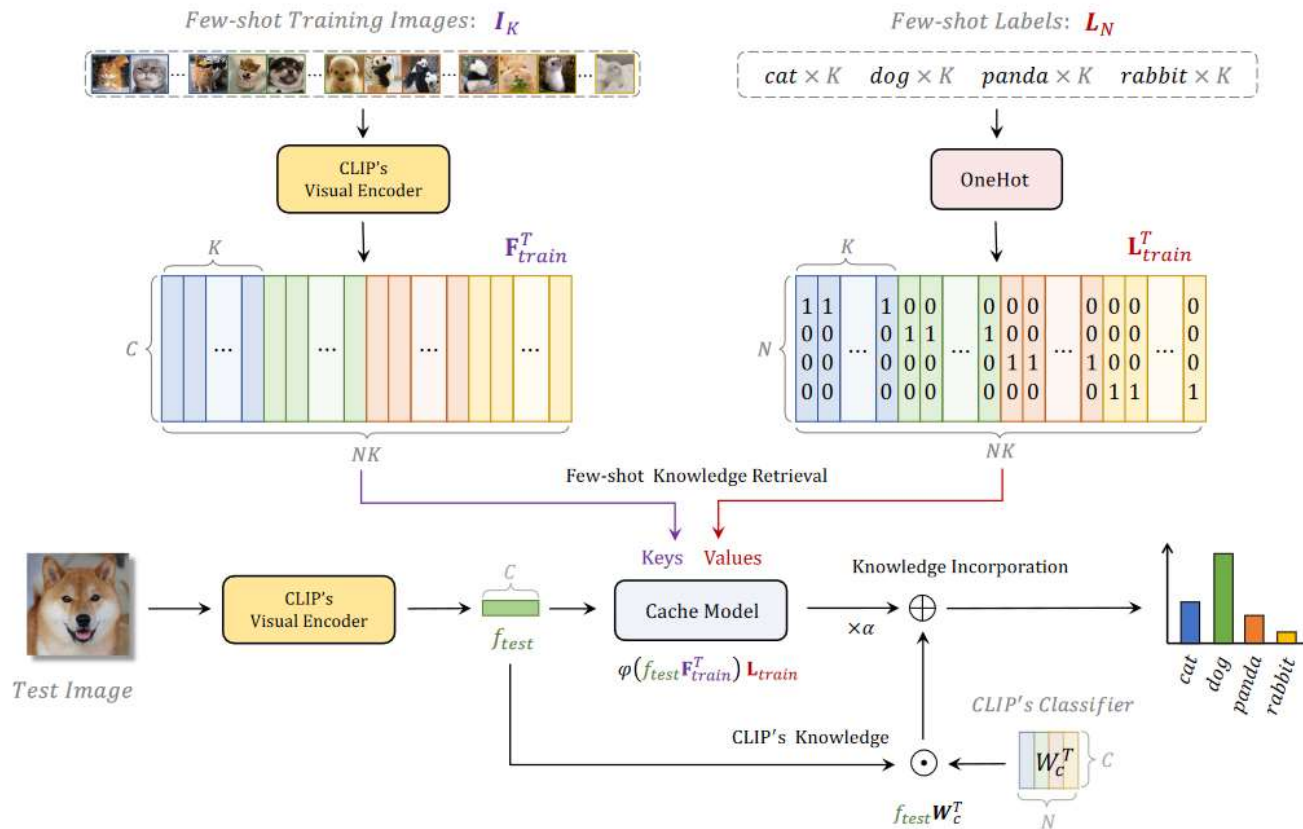 Few-shot Training Images: I_K
Few-shot Labels: L_N
cat × K dog × K panda × K rabbit × K
...
...
...
CLIP's
Visual Encoder
OneHot
K
F^T_train
K
L^T_train
C
... ... ... ...
N
1 1 1 0 0 0 0 0 0 0 0 0
0 0 0 1 1 1 0 0 0 0 0 0
... ... ... ...
0 0 0 0 0 0 1 1 1 0 0 0
0 0 0 0 0 0 0 0 0 1 1 1
NK
NK
Few-shot Knowledge Retrieval
Keys Values
Test Image
CLIP's
Visual Encoder
C
f_test
Cache Model
φ(f_test F^T_train) L_train
Knowledge Incorporation
×α
cat
dog
panda
rabbit
CLIP's Knowledge
CLIP's Classifier
W_c^T
C
N
f_test W_c^T